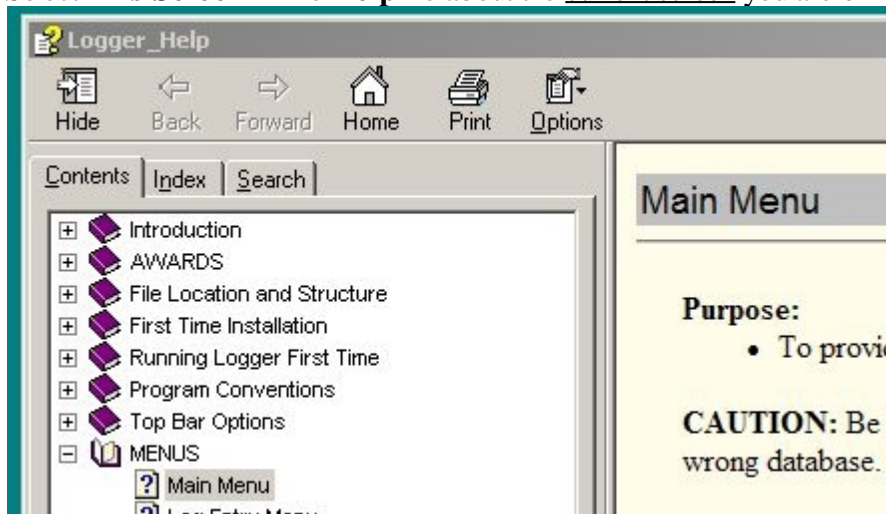 Logger_Help
Hide Back Forward Home Print Options
Contents Index Search
Introduction
AWARDS
File Location and Structure
First Time Installation
Running Logger First Time
Program Conventions
Top Bar Options
MENUS
Main Menu
Main Menu
Purpose:
• To provi
CAUTION: Be
wrong database.